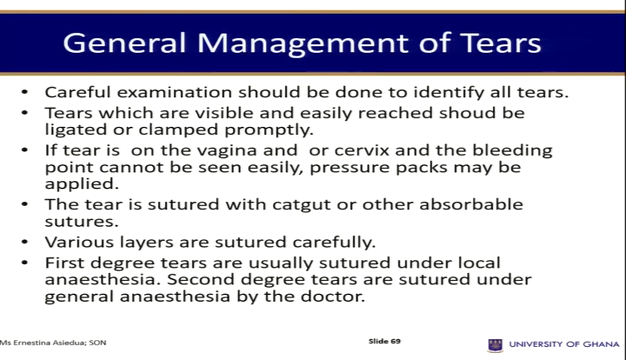 General Management of Tears
• Careful examination should be done to identify all tears.
• Tears which are visible and easily reached shoud be
ligated or clamped promptly.
• If tear is on the vagina and or cervix and the bleeding
point cannot be seen easily, pressure packs may be
applied.
• The tear is sutured with catgut or other absorbable
sutures.
• Various layers are sutured carefully.
• First degree tears are usually sutured under local
anaesthesia. Second degree tears are sutured under
general anaesthesia by the doctor.
Ms Ernestina Asiedua; SON
Slide 69
UNIVERSITY OF GHANA